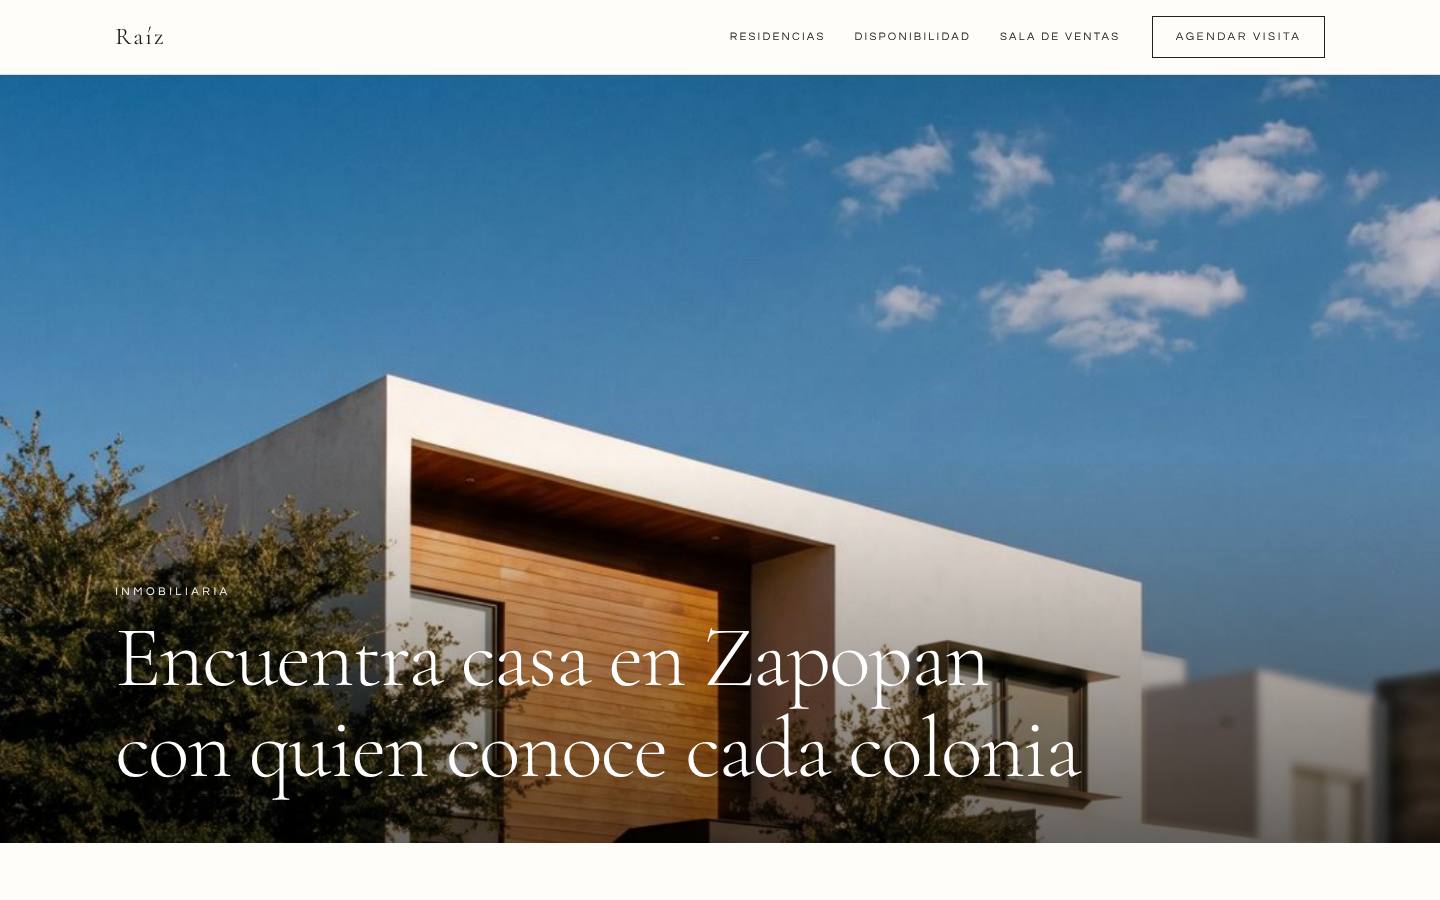 Raíz
RESIDENCIAS
DISPONIBILIDAD
SALA DE VENTAS
AGENDAR VISITA
INMOBILIARIA
Encuentra casa en Zapopan
con quien conoce cada colonia